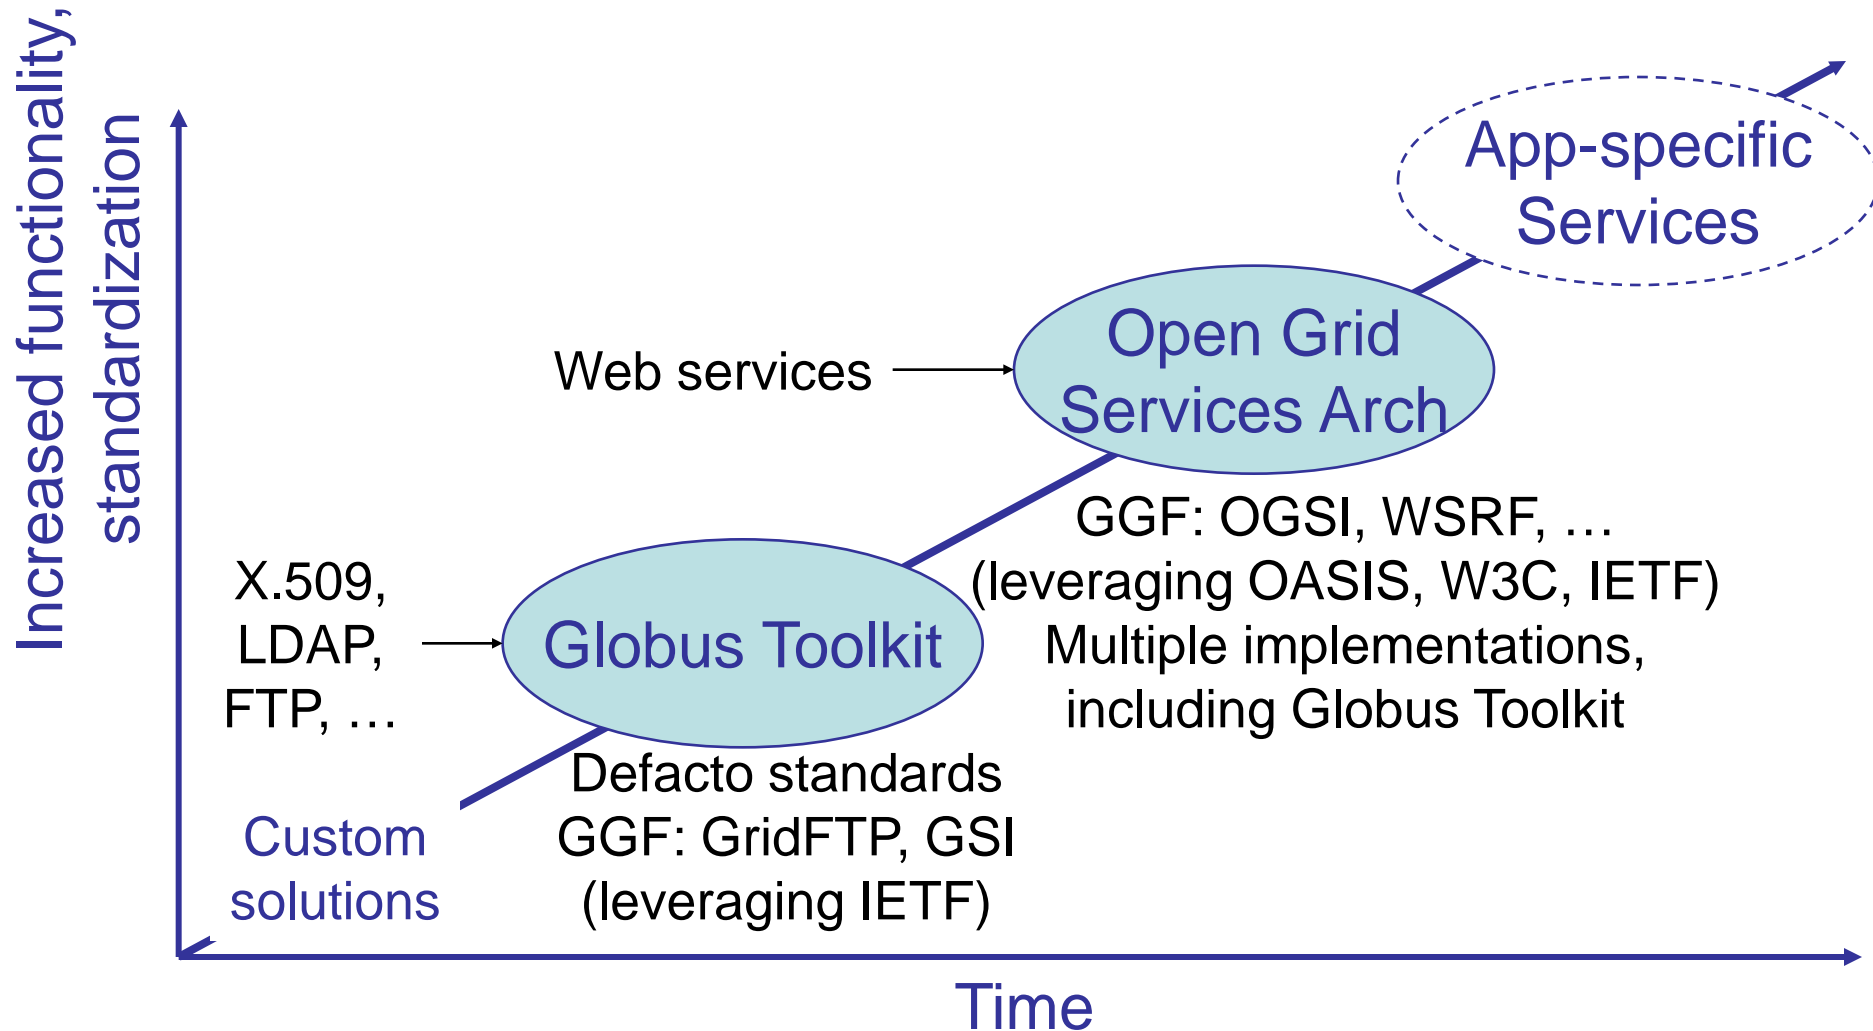 Increased functionality,
standardization
App-specific
Services
Open Grid
Services Arch
Web services
GGF: OGSI, WSRF, …
(leveraging OASIS, W3C, IETF)
Multiple implementations,
including Globus Toolkit
X.509,
LDAP,
FTP, …
Globus Toolkit
Defacto standards
GGF: GridFTP, GSI
(leveraging IETF)
Custom
solutions
Time